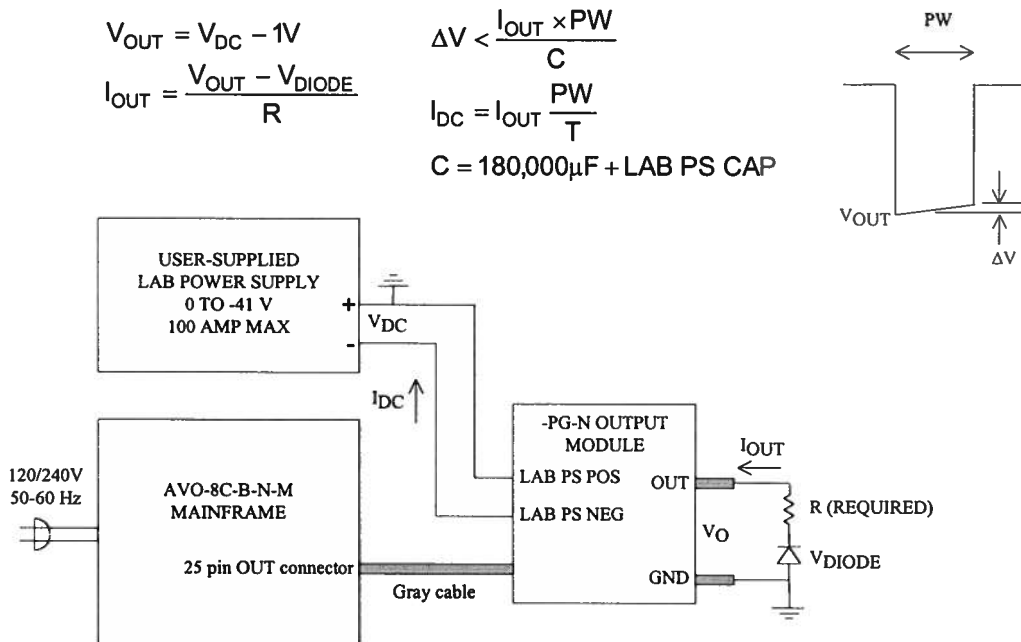 V_OUT = V_DC − 1V
I_OUT = (V_OUT − V_DIODE) / R
ΔV < (I_OUT × PW) / C
I_DC = I_OUT PW / T
C = 180,000µF + LAB PS CAP
PW
V_OUT
ΔV
USER-SUPPLIED
LAB POWER SUPPLY
0 TO -41 V
100 AMP MAX
+
-
V_DC
I_DC
120/240V
50-60 Hz
AVO-8C-B-N-M
MAINFRAME
25 pin OUT connector
Gray cable
-PG-N OUTPUT
MODULE
LAB PS POS
LAB PS NEG
OUT
GND
V_O
I_OUT
R (REQUIRED)
V_DIODE